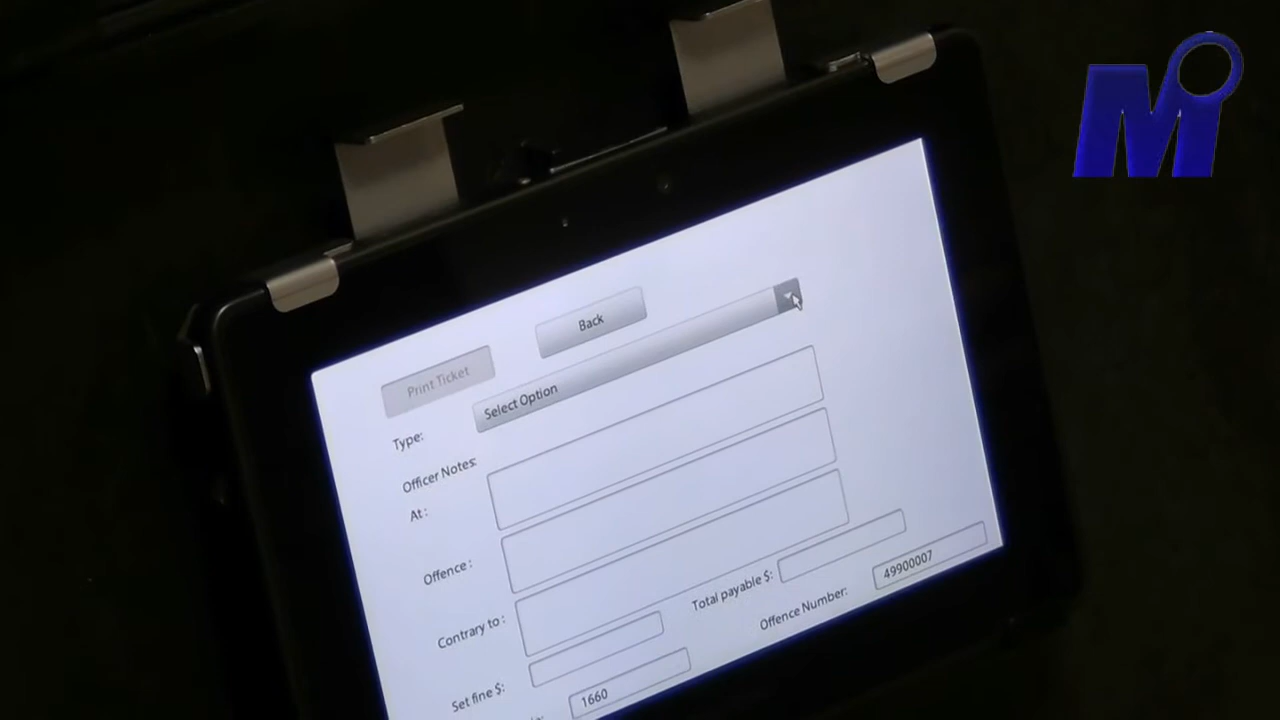 M
Back
Print Ticket
Type: Select Option
Officer Notes:
At :
Offence :
Contrary to :
Set fine $: Total payable $:
1660 Offence Number: 49900007